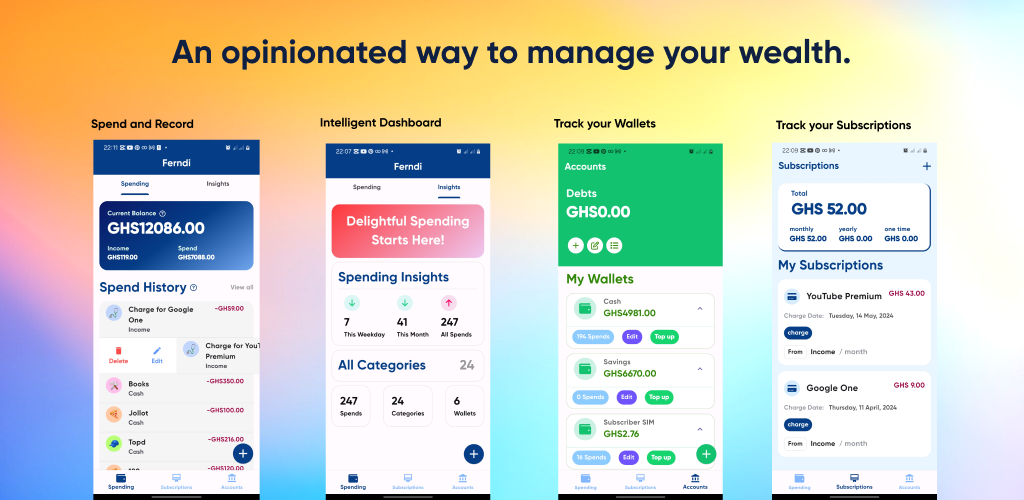 An opinionated way to manage your wealth.
Spend and Record
22:11
Ferndi
Spending Insights
Current Balance
GHS12086.00
Income Spend
GHS119.00 GHS7088.00
Spend History View all
Charge for Google -GHS9.00
One
Income
Delete Edit
Charge for YouT
Premium
Income
Books -GHS350.00
Cash
Jollot -GHS100.00
Cash
Topd -GHS216.00
Cash
-GHS120.00
Spending Subscriptions Accounts
Intelligent Dashboard
22:07
Ferndi
Spending Insights
Delightful Spending
Starts Here!
Spending Insights
7 41 247
This Weekday This Month All Spends
All Categories 24
247 24 6
Spends Categories Wallets
Spending Subscriptions Accounts
Track your Wallets
22:09
Accounts
Debts
GHS0.00
My Wallets
Cash
GHS4981.00
196 Spends Edit Top up
Savings
GHS6670.00
0 Spends Edit Top up
Subscriber SIM
GHS2.76
16 Spends Edit Top up
Spending Subscriptions Accounts
Track your Subscriptions
22:09
Subscriptions
Total
GHS 52.00
monthly yearly one time
GHS 52.00 GHS 0.00 GHS 0.00
My Subscriptions
YouTube Premium GHS 43.00
Charge Date: Tuesday, 14 May, 2024
charge
From Income / month
Google One GHS 9.00
Charge Date: Thursday, 11 April, 2024
charge
From Income / month
Spending Subscriptions Accounts